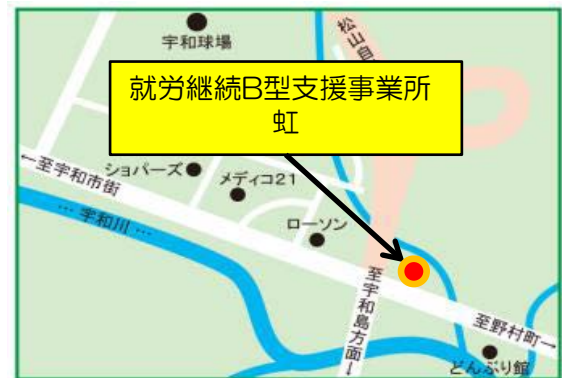 宇和球場
松山自
就労継続B型支援事業所
虹
←至宇和市街
ショパーズ
メディコ21
… 宇和川 …
ローソン
至宇和島方面→
至野村町→
どんぶり館